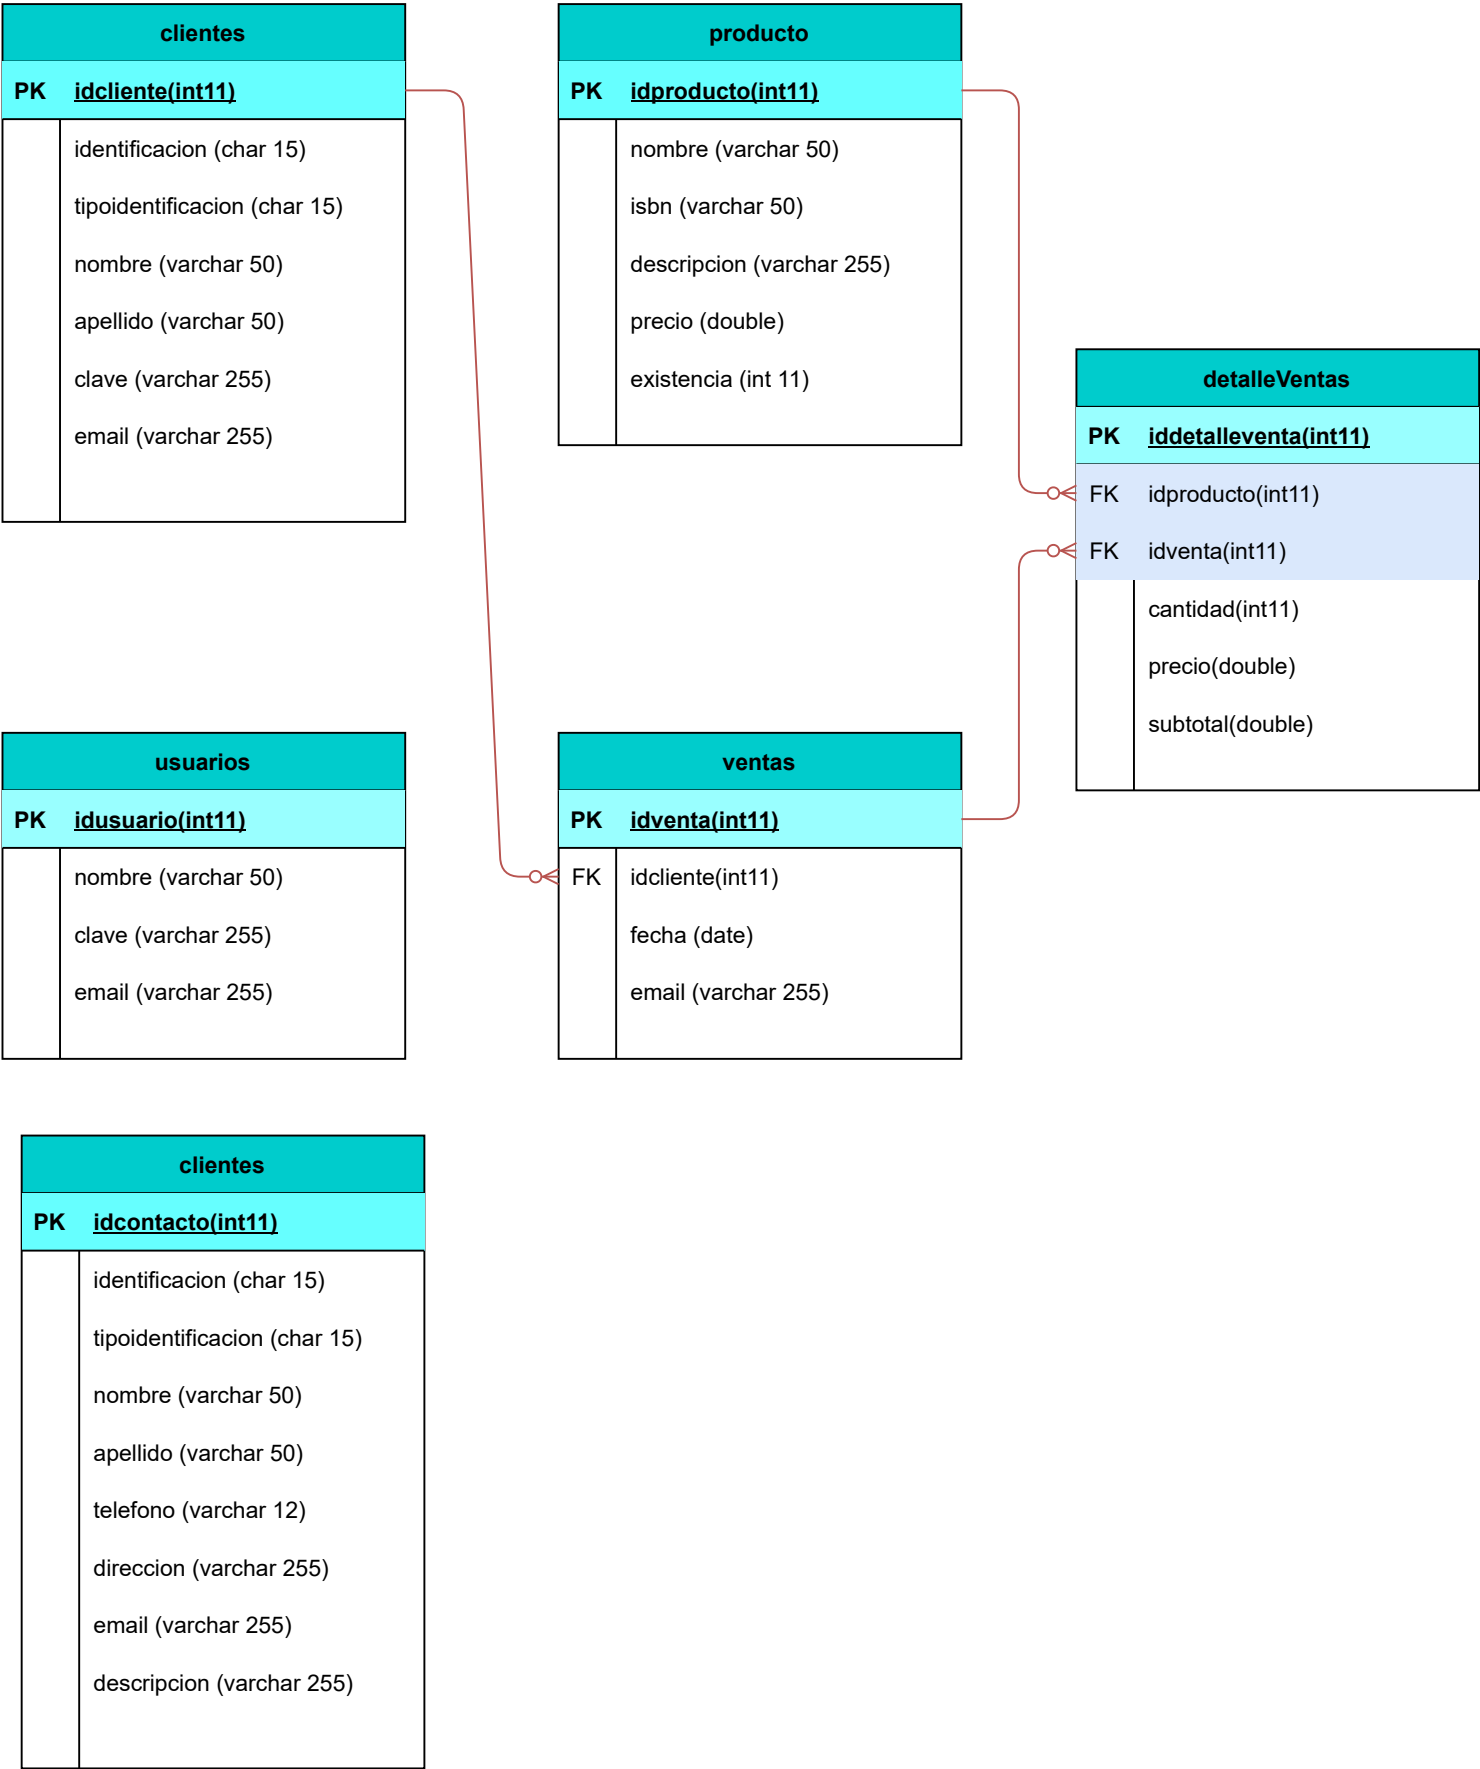 clientes
PK idcliente(int11)
identificacion (char 15)
tipoidentificacion (char 15)
nombre (varchar 50)
apellido (varchar 50)
clave (varchar 255)
email (varchar 255)
producto
PK idproducto(int11)
nombre (varchar 50)
isbn (varchar 50)
descripcion (varchar 255)
precio (double)
existencia (int 11)
detalleVentas
PK iddetalleventa(int11)
FK idproducto(int11)
FK idventa(int11)
cantidad(int11)
precio(double)
subtotal(double)
usuarios
PK idusuario(int11)
nombre (varchar 50)
clave (varchar 255)
email (varchar 255)
ventas
PK idventa(int11)
FK idcliente(int11)
fecha (date)
email (varchar 255)
clientes
PK idcontacto(int11)
identificacion (char 15)
tipoidentificacion (char 15)
nombre (varchar 50)
apellido (varchar 50)
telefono (varchar 12)
direccion (varchar 255)
email (varchar 255)
descripcion (varchar 255)